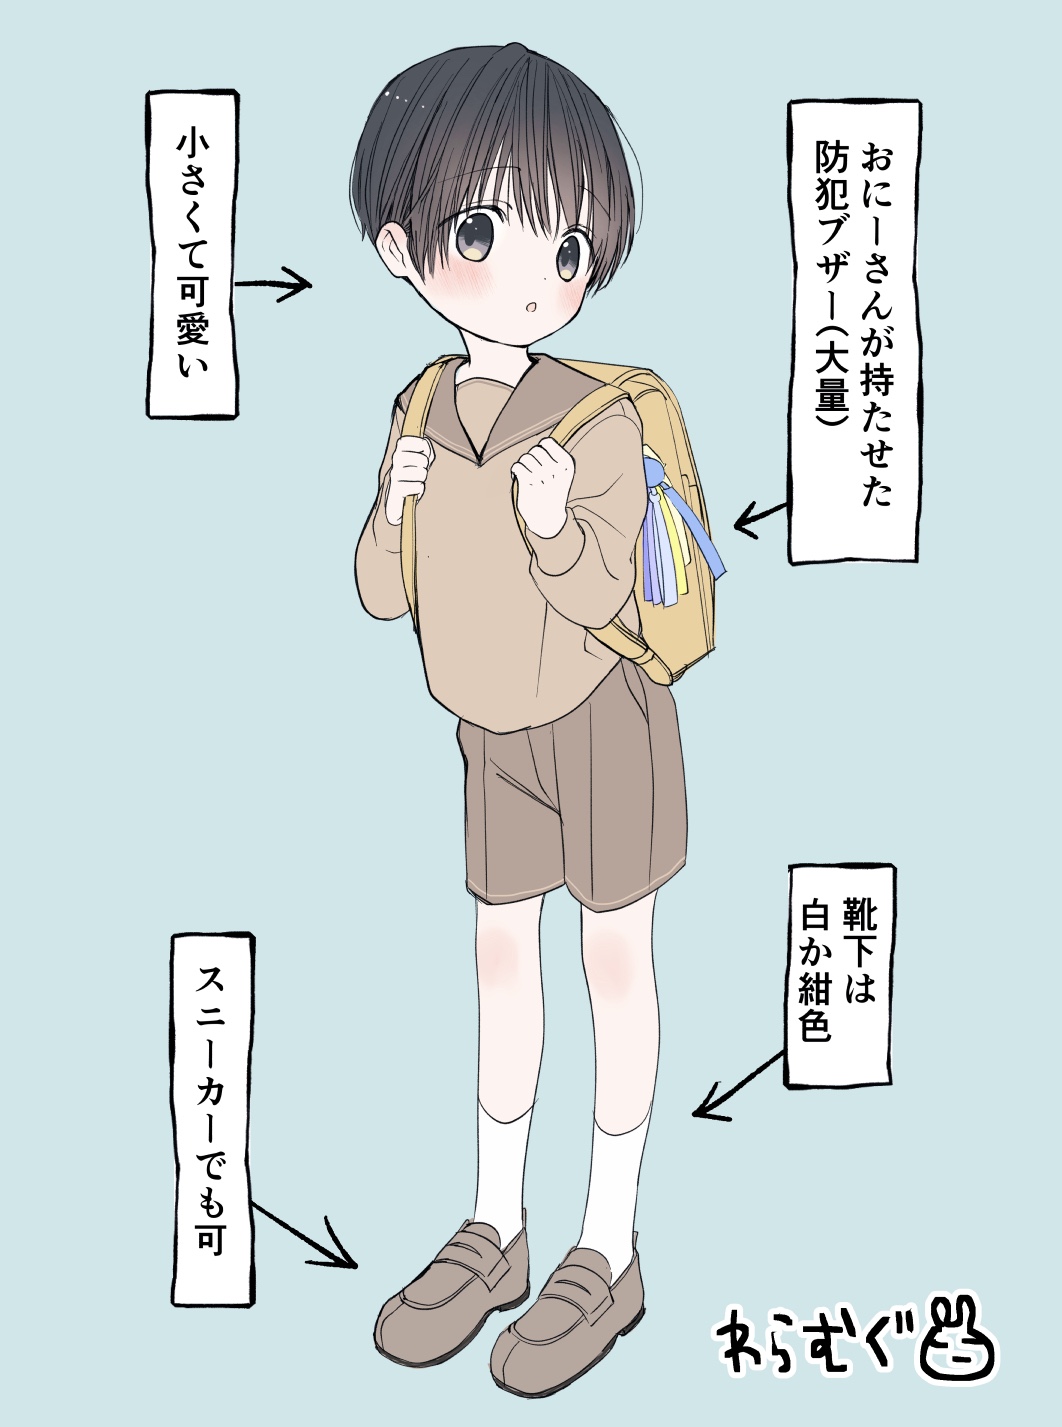 おにーさんが持たせた
防犯ブザー(大量)
小さくて可愛い
靴下は
白か紺色
スニーカーでも可
わらむぐ